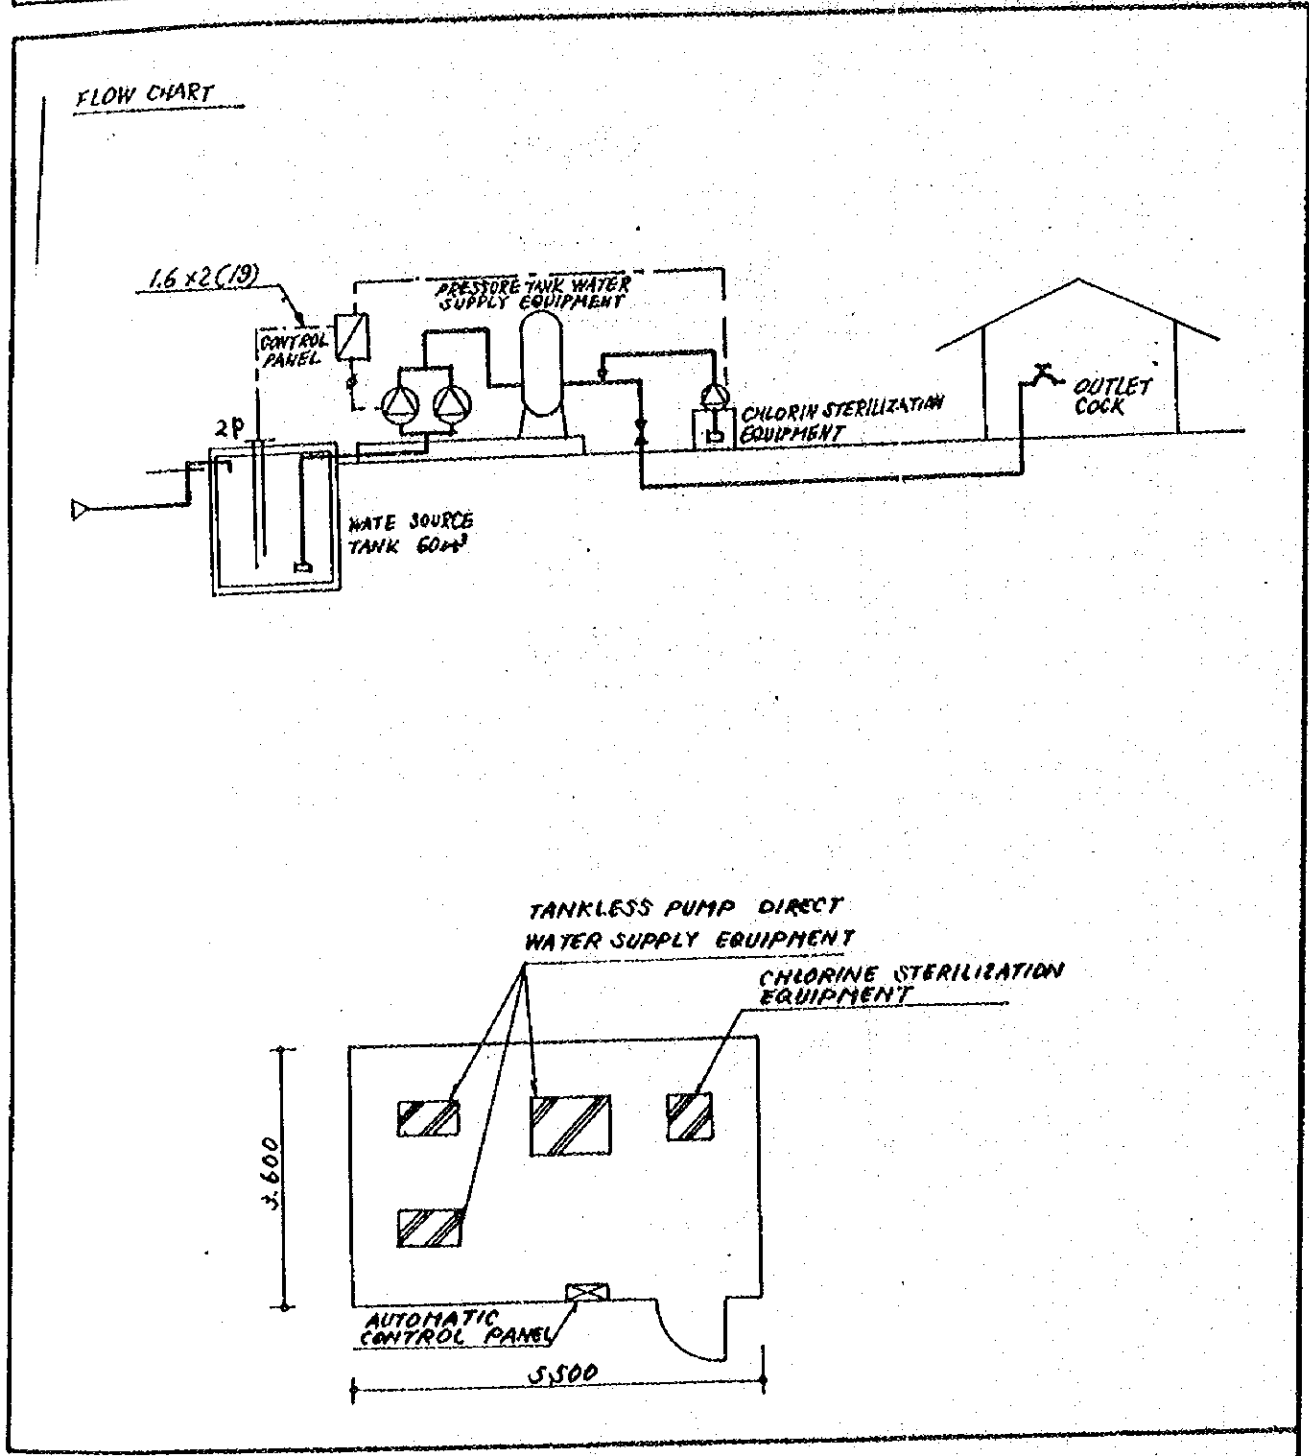 FLOW CHART
1.6 x2(19)
PRESSURE TANK WATER
SUPPLY EQUIPMENT
CONTROL
PANEL
2P
OUTLET
COCK
CHLORIN STERILIZATION
EQUIPMENT
WATE SOURCE
TANK 60m³
TANKLESS PUMP DIRECT
WATER SUPPLY EQUIPMENT
CHLORINE STERILIZATION
EQUIPMENT
3.600
AUTOMATIC
CONTROL PANEL
5,500